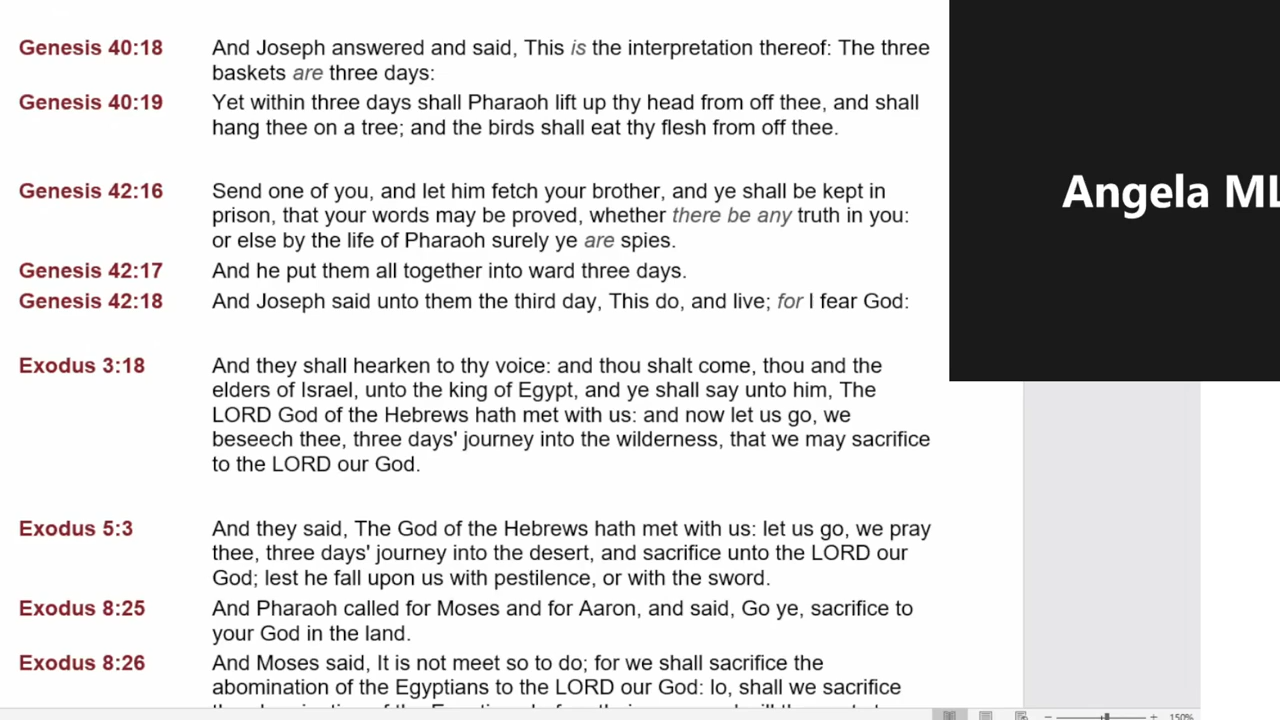 Genesis 40:18 And Joseph answered and said, This is the interpretation thereof: The three
baskets are three days:
Genesis 40:19 Yet within three days shall Pharaoh lift up thy head from off thee, and shall
hang thee on a tree; and the birds shall eat thy flesh from off thee.
Genesis 42:16 Send one of you, and let him fetch your brother, and ye shall be kept in
prison, that your words may be proved, whether there be any truth in you:
or else by the life of Pharaoh surely ye are spies.
Genesis 42:17 And he put them all together into ward three days.
Genesis 42:18 And Joseph said unto them the third day, This do, and live; for I fear God:
Exodus 3:18 And they shall hearken to thy voice: and thou shalt come, thou and the
elders of Israel, unto the king of Egypt, and ye shall say unto him, The
LORD God of the Hebrews hath met with us: and now let us go, we
beseech thee, three days' journey into the wilderness, that we may sacrifice
to the LORD our God.
Exodus 5:3 And they said, The God of the Hebrews hath met with us: let us go, we pray
thee, three days' journey into the desert, and sacrifice unto the LORD our
God; lest he fall upon us with pestilence, or with the sword.
Exodus 8:25 And Pharaoh called for Moses and for Aaron, and said, Go ye, sacrifice to
your God in the land.
Exodus 8:26 And Moses said, It is not meet so to do; for we shall sacrifice the
abomination of the Egyptians to the LORD our God: lo, shall we sacrifice
Angela ML
150%